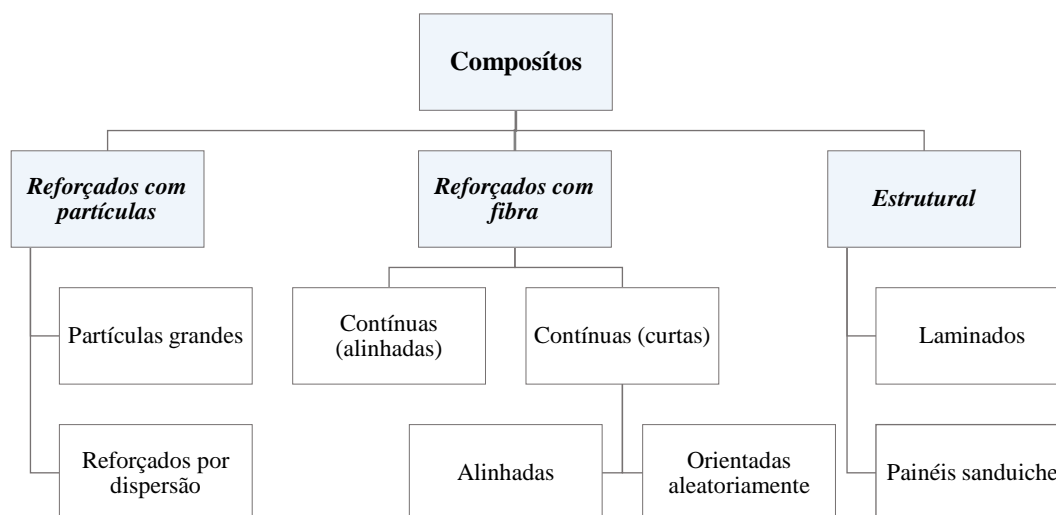 Composítos
Reforçados com
partículas
Reforçados com
fibra
Estrutural
Partículas grandes
Contínuas
(alinhadas)
Contínuas (curtas)
Laminados
Reforçados por
dispersão
Alinhadas
Orientadas
aleatoriamente
Painéis sanduiche